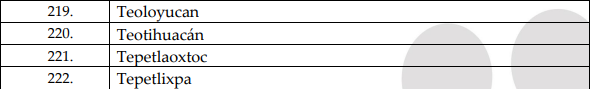 219. Teoloyucan
220. Teotihuacán
221. Tepetlaoxtoc
222. Tepetlixpa